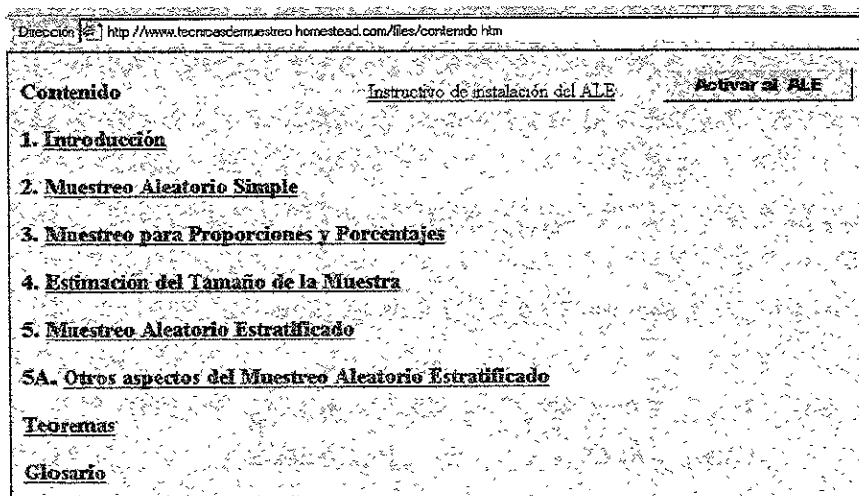 Dirección http //www.tecnicasdemuestreo homestead.com/files/contenido htm
Contenido Instructivo de instalación del ALE Activar al ALE
1. Introducción
2. Muestreo Aleatorio Simple
3. Muestreo para Proporciones y Porcentajes
4. Estimación del Tamaño de la Muestra
5. Muestreo Aleatorio Estratificado
5A. Otros aspectos del Muestreo Aleatorio Estratificado
Teoremas
Glosario